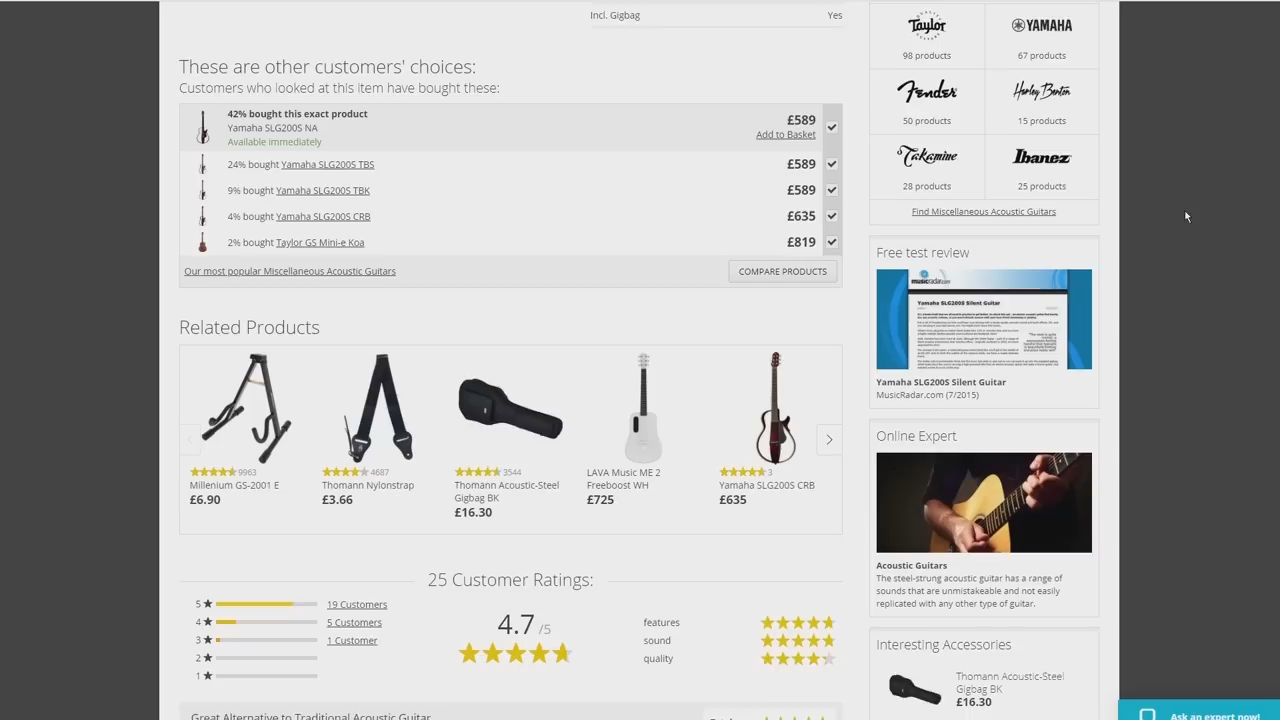 Incl. Gigbag Yes
These are other customers' choices:
Customers who looked at this item have bought these:
42% bought this exact product
Yamaha SLG200S NA
Available immediately
£589
Add to Basket
24% bought Yamaha SLG200S TBS £589
9% bought Yamaha SLG200S TBK £589
4% bought Yamaha SLG200S CRB £635
2% bought Taylor GS Mini-e Koa £819
Our most popular Miscellaneous Acoustic Guitars
COMPARE PRODUCTS
Related Products
9963
Millenium GS-2001 E
£6.90
4687
Thomann Nylonstrap
£3.66
3544
Thomann Acoustic-Steel
Gigbag BK
£16.30
LAVA Music ME 2
Freeboost WH
£725
3
Yamaha SLG200S CRB
£635
25 Customer Ratings:
5 19 Customers
4 5 Customers
3 1 Customer
2
1
4.7 /5
features
sound
quality
Great Alternative to Traditional Acoustic Guitar
Taylor
98 products
YAMAHA
67 products
Fender
50 products
Harley Benton
15 products
Takamine
28 products
Ibanez
25 products
Find Miscellaneous Acoustic Guitars
Free test review
musicradar.com
Yamaha SLG200S Silent Guitar
Yamaha SLG200S Silent Guitar
MusicRadar.com (7/2015)
Online Expert
Acoustic Guitars
The steel-strung acoustic guitar has a range of
sounds that are unmistakeable and not easily
replicated with any other type of guitar.
Interesting Accessories
Thomann Acoustic-Steel
Gigbag BK
£16.30
Ask an expert now!